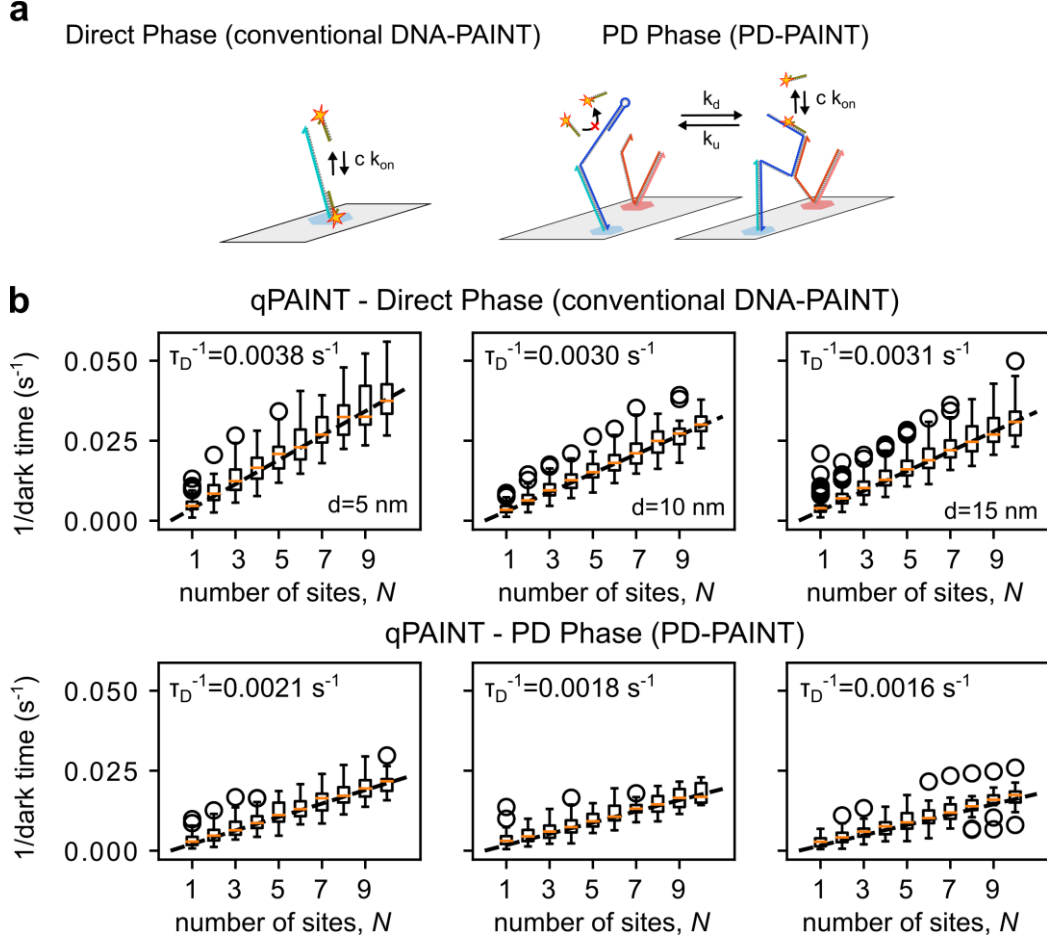 a
Direct Phase (conventional DNA-PAINT)
PD Phase (PD-PAINT)
c kon
kd
ku
c kon
b
qPAINT - Direct Phase (conventional DNA-PAINT)
1/dark time (s-1)
0.050
0.025
0.000
τD-1=0.0038 s-1
d=5 nm
1 3 5 7 9
number of sites, N
τD-1=0.0030 s-1
d=10 nm
1 3 5 7 9
number of sites, N
τD-1=0.0031 s-1
d=15 nm
1 3 5 7 9
number of sites, N
qPAINT - PD Phase (PD-PAINT)
1/dark time (s-1)
0.050
0.025
0.000
τD-1=0.0021 s-1
1 3 5 7 9
number of sites, N
τD-1=0.0018 s-1
1 3 5 7 9
number of sites, N
τD-1=0.0016 s-1
1 3 5 7 9
number of sites, N